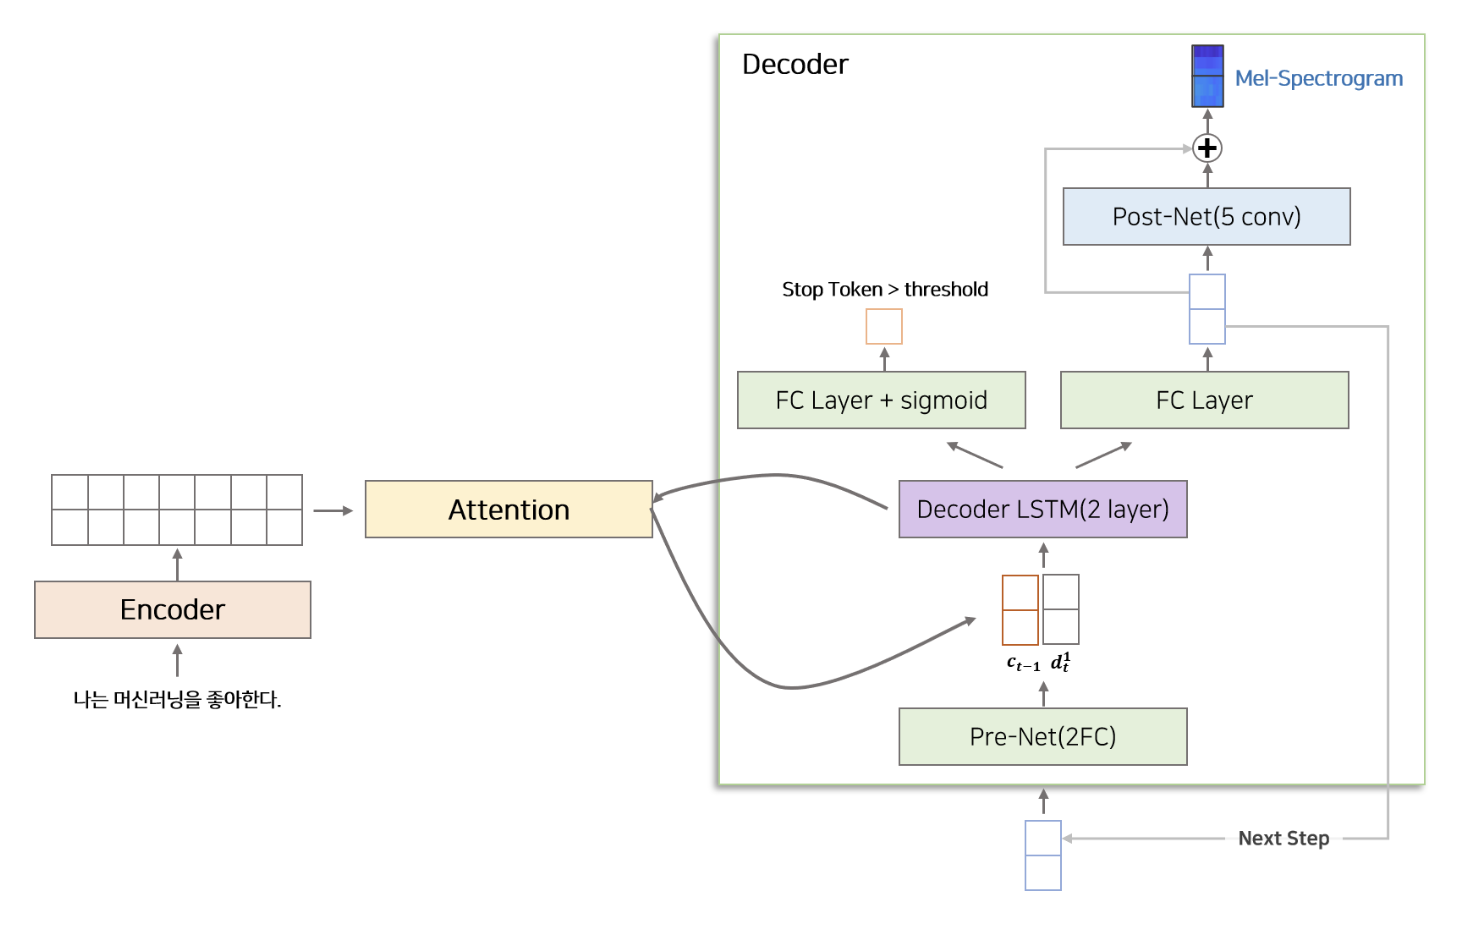 Decoder
Mel-Spectrogram
+
Post-Net(5 conv)
Stop Token > threshold
FC Layer + sigmoid
FC Layer
Attention
Decoder LSTM(2 layer)
Encoder
나는 머신러닝을 좋아한다.
c_{t-1} d_t^1
Pre-Net(2FC)
Next Step